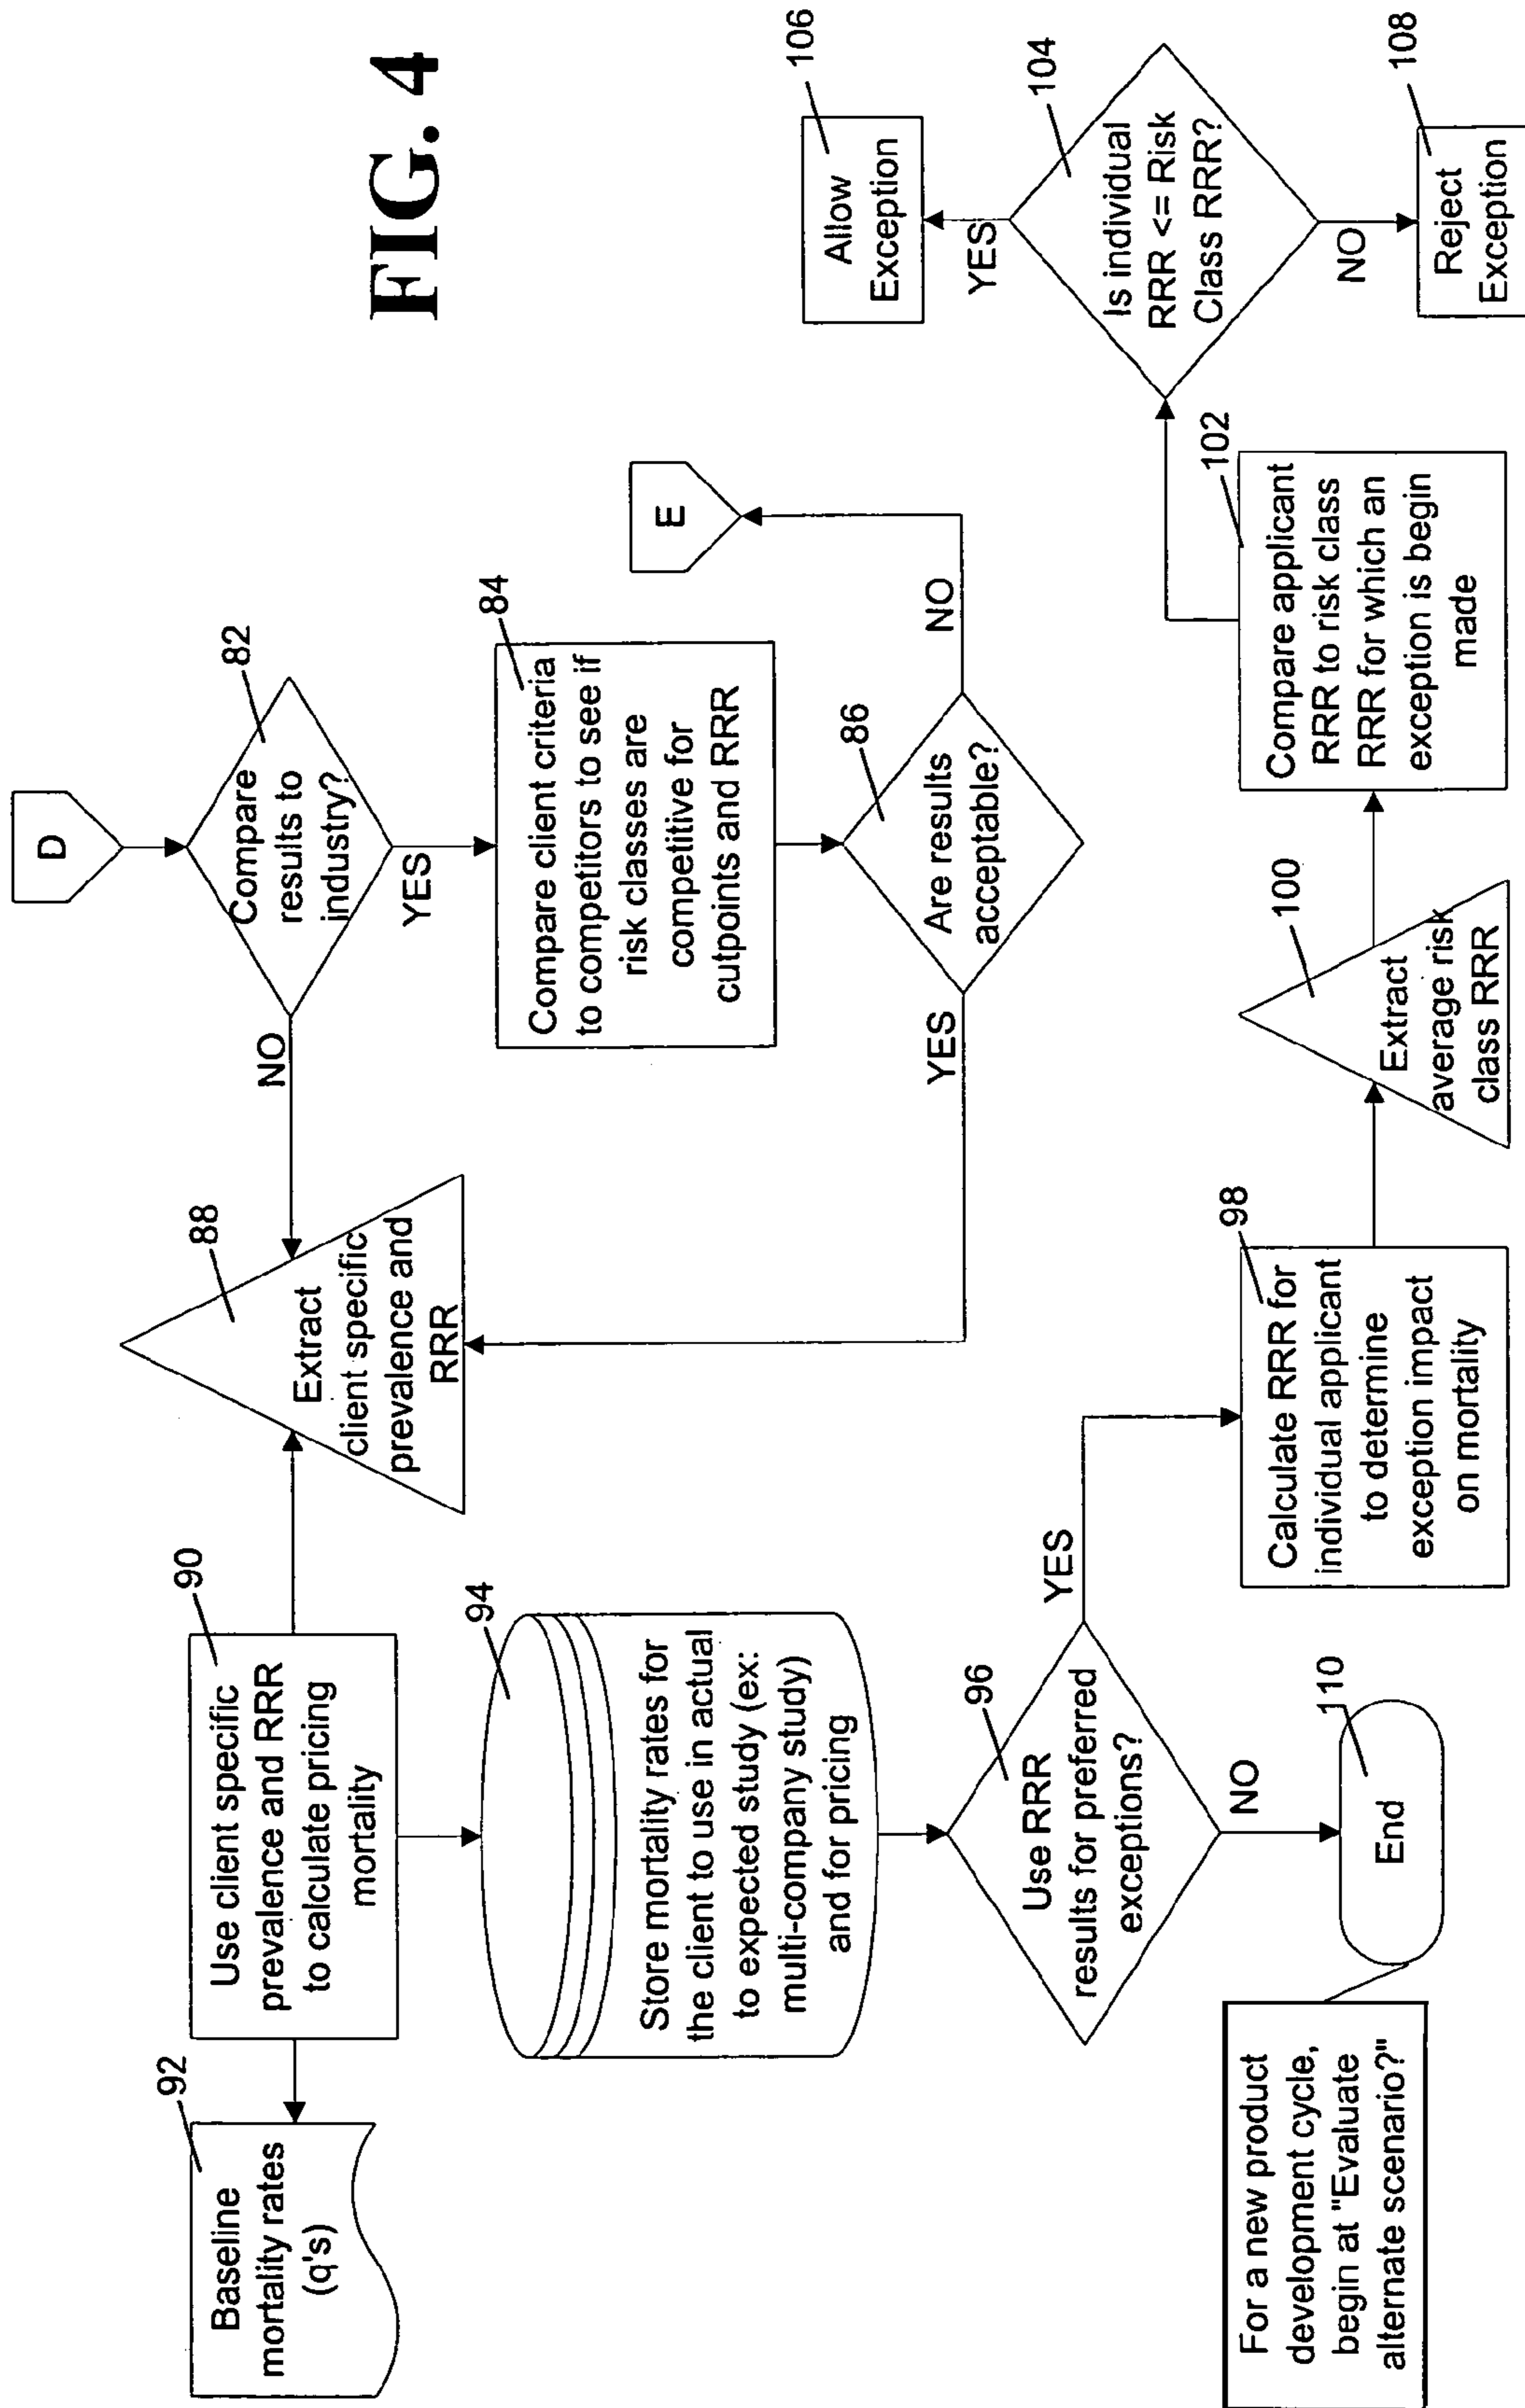 FIG. 4
D
82
Compare
results to
industry?
NO
YES
84
Compare client criteria
to competitors to see if
risk classes are
competitive for
cutpoints and RRR
86
Are results
acceptable?
YES
NO
E
88
Extract
client specific
prevalence and
RRR
90
Use client specific
prevalence and RRR
to calculate pricing
mortality
92
Baseline
mortality rates
(q's)
94
Store mortality rates for
the client to use in actual
to expected study (ex:
multi-company study)
and for pricing
96
Use RRR
results for preferred
exceptions?
YES
NO
110
End
For a new product
development cycle,
begin at "Evaluate
alternate scenario?"
98
Calculate RRR for
individual applicant
to determine
exception impact
on mortality
100
Extract
average risk
class RRR
102
Compare applicant
RRR to risk class
RRR for which an
exception is begin
made
104
Is individual
RRR <= Risk
Class RRR?
YES
106
Allow
Exception
NO
108
Reject
Exception